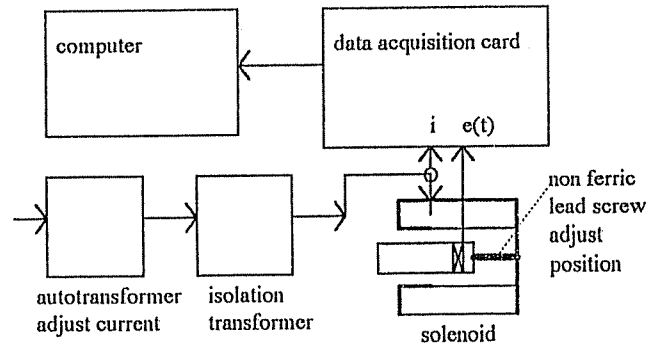 computer
data acquisition card
i e(t)
non ferric
lead screw
adjust
position
autotransformer
adjust current
isolation
transformer
solenoid